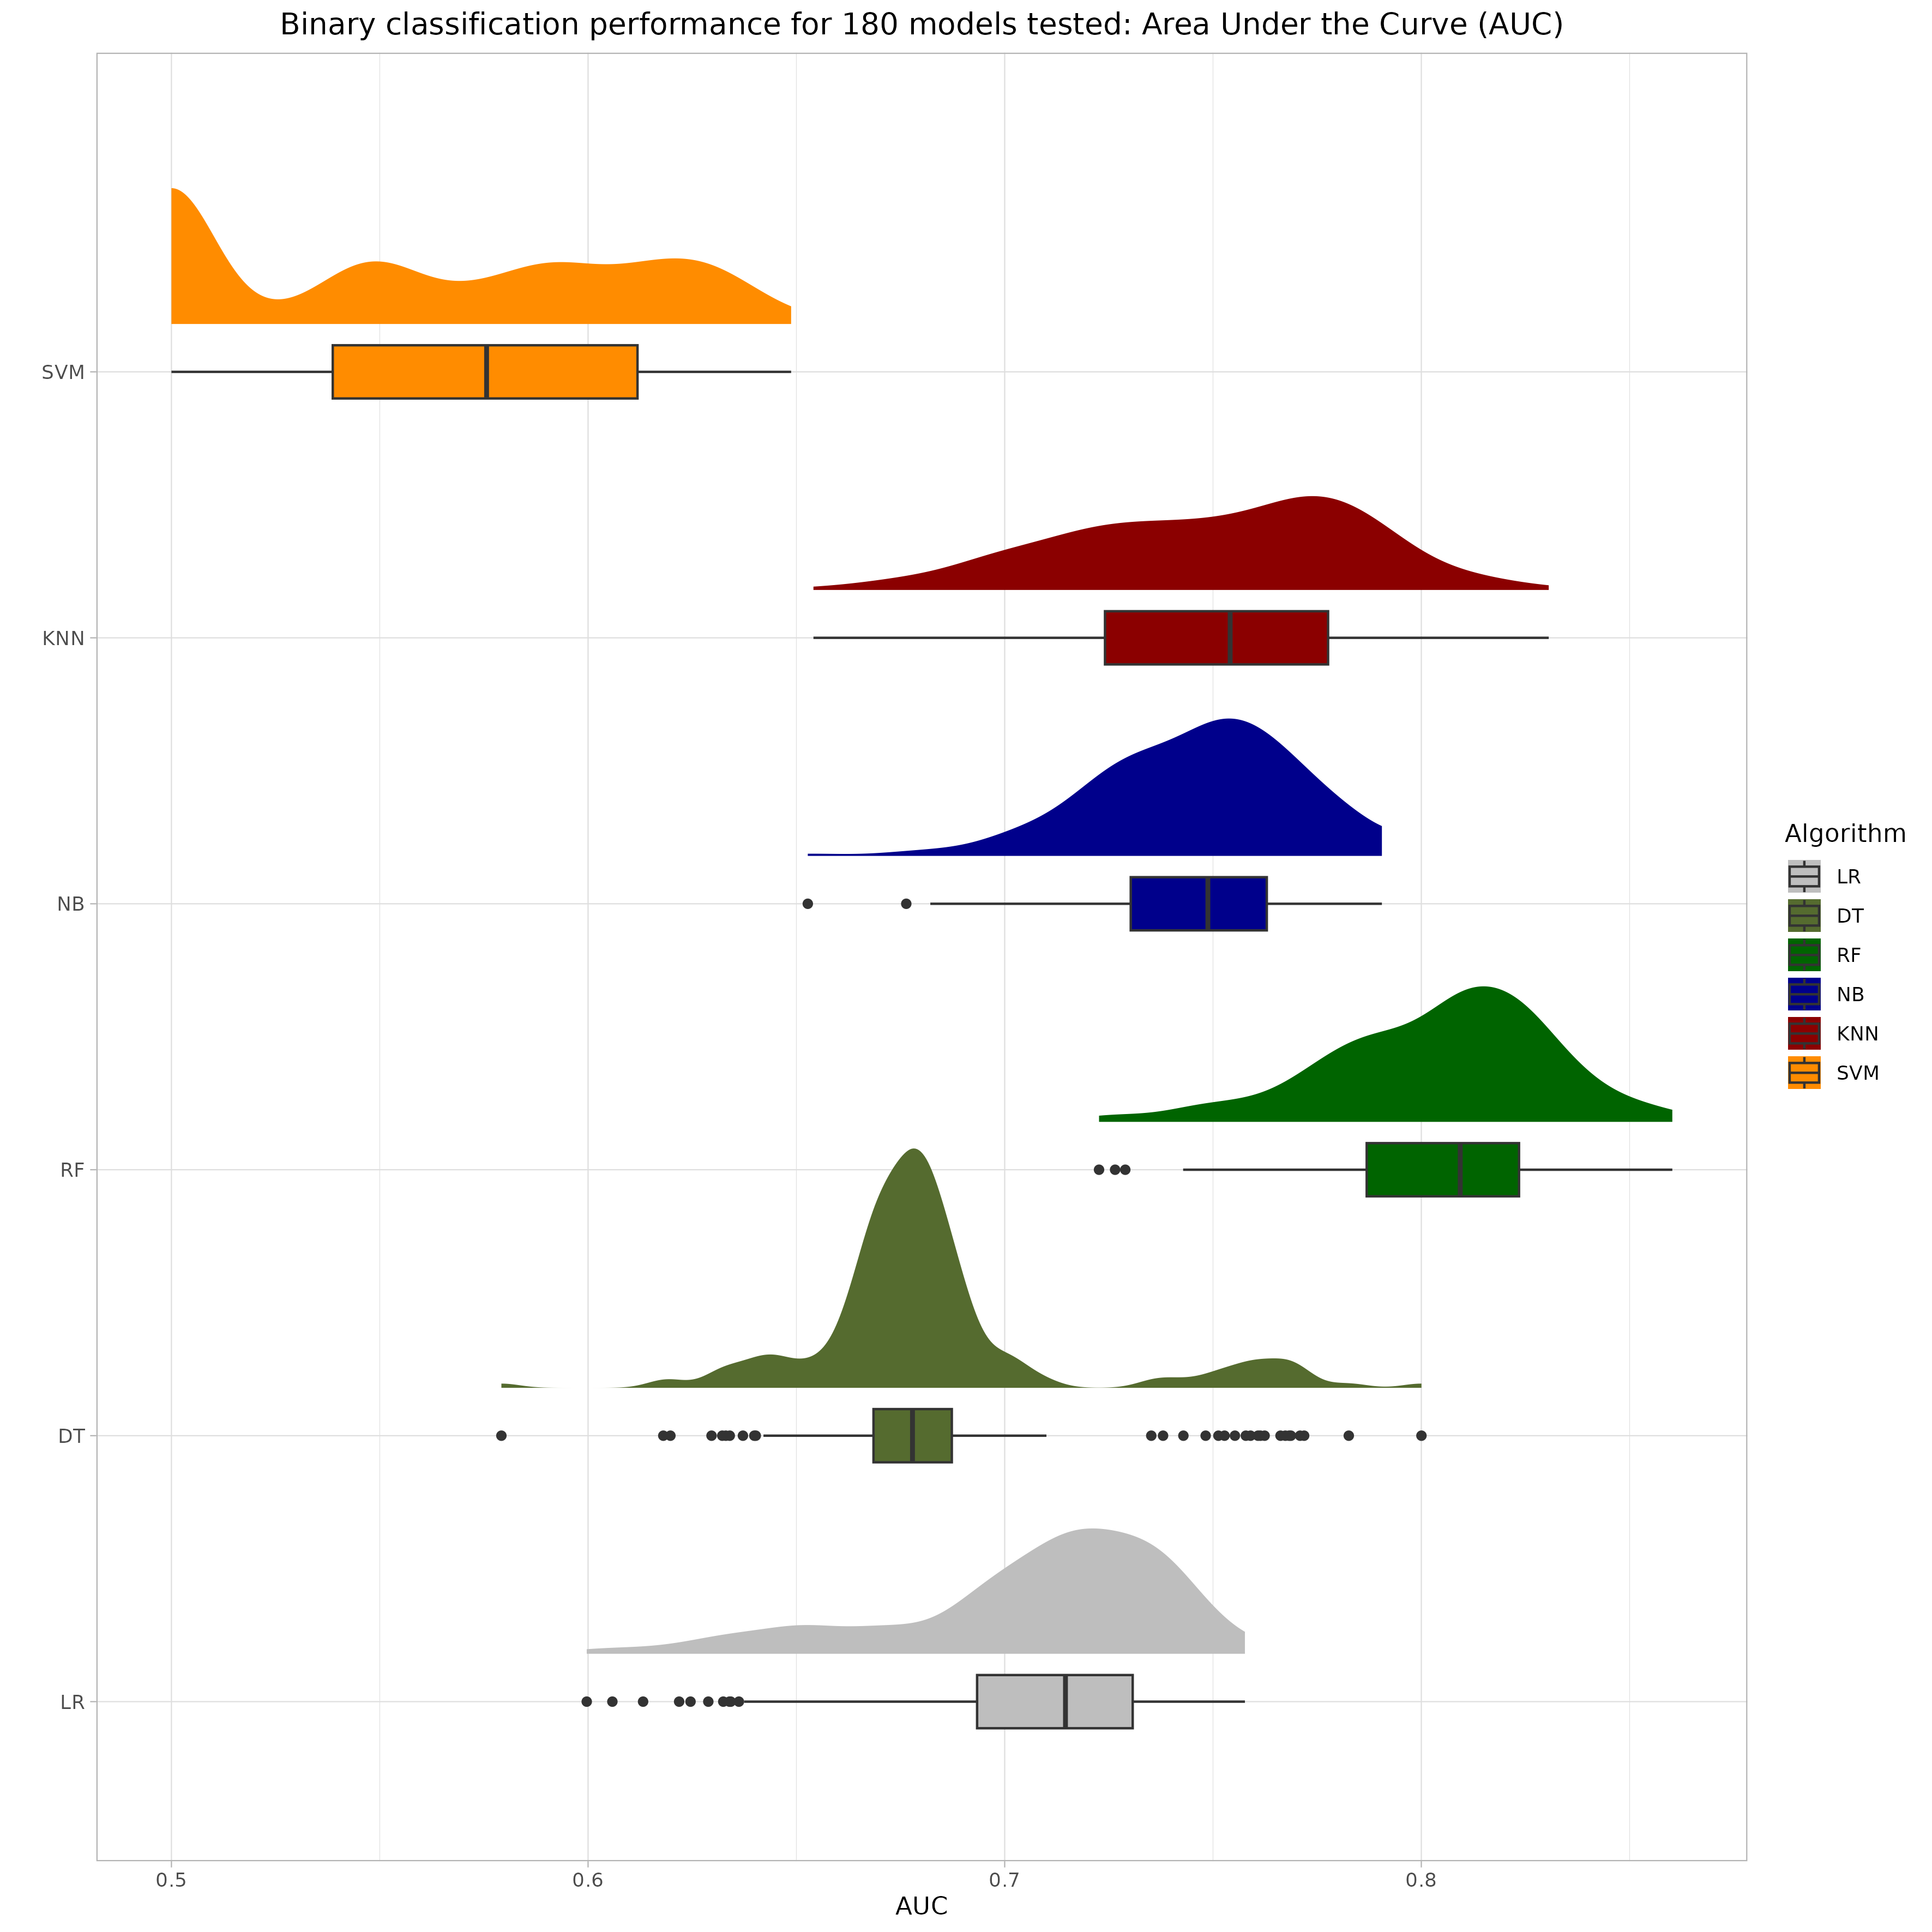 Binary classification performance for 180 models tested: Area Under the Curve (AUC)
SVM
KNN
NB
RF
DT
LR
0.5
0.6
0.7
0.8
AUC
Algorithm
LR
DT
RF
NB
KNN
SVM